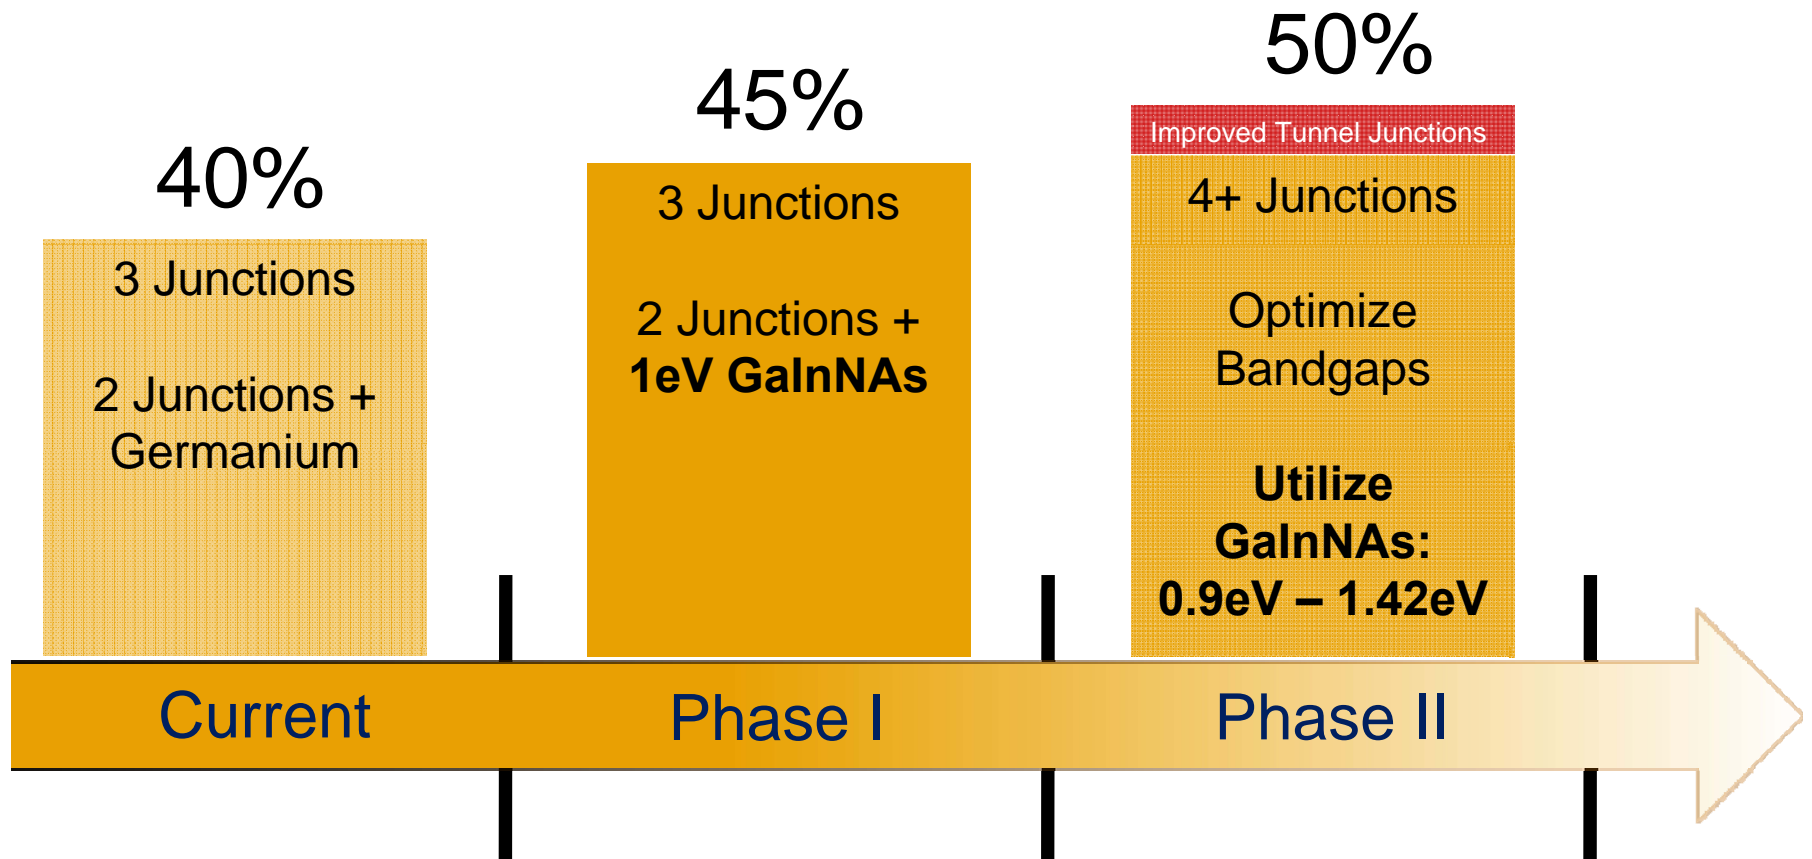 40%
3 Junctions
2 Junctions +
Germanium
45%
3 Junctions
2 Junctions +
1eV GaInNAs
50%
Improved Tunnel Junctions
4+ Junctions
Optimize
Bandgaps
Utilize
GaInNAs:
0.9eV – 1.42eV
Current
Phase I
Phase II